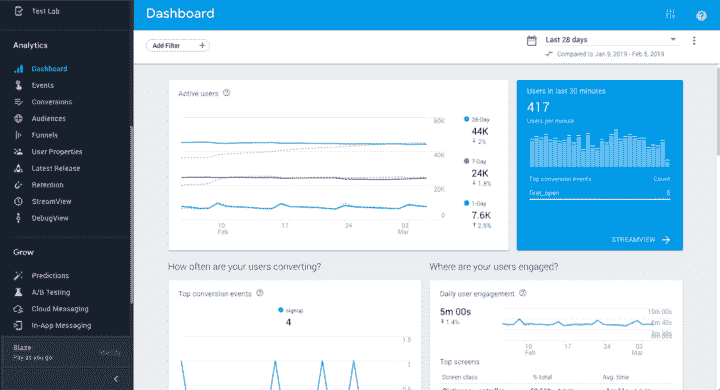 Test Lab
Analytics
Dashboard
Events
Conversions
Audiences
Funnels
User Properties
Latest Release
Retention
StreamView
DebugView
Grow
Predictions
A/B Testing
Cloud Messaging
In-App Messaging
Blaze
Pay as you go
Dashboard
Add Filter +
Last 28 days
Compared to Jan 9, 2019 - Feb 5, 2019
Active users
60K
40K
20K
0
10
Feb
17
24
03
Mar
28-Day
44K
2%
7-Day
24K
1.8%
1-Day
7.6K
2.5%
Users in last 30 minutes
417
Users per minute
Top conversion events Count
first_open 5
STREAMVIEW
How often are your users converting?
Where are your users engaged?
Top conversion events
signup
4
1.5
1
Daily user engagement
5m 00s
1.4%
10m 00s
6m 40s
3m 20s
0m 00s
10
Feb
17
24
03
Mar
Top screens
Screen class % total Avg. time